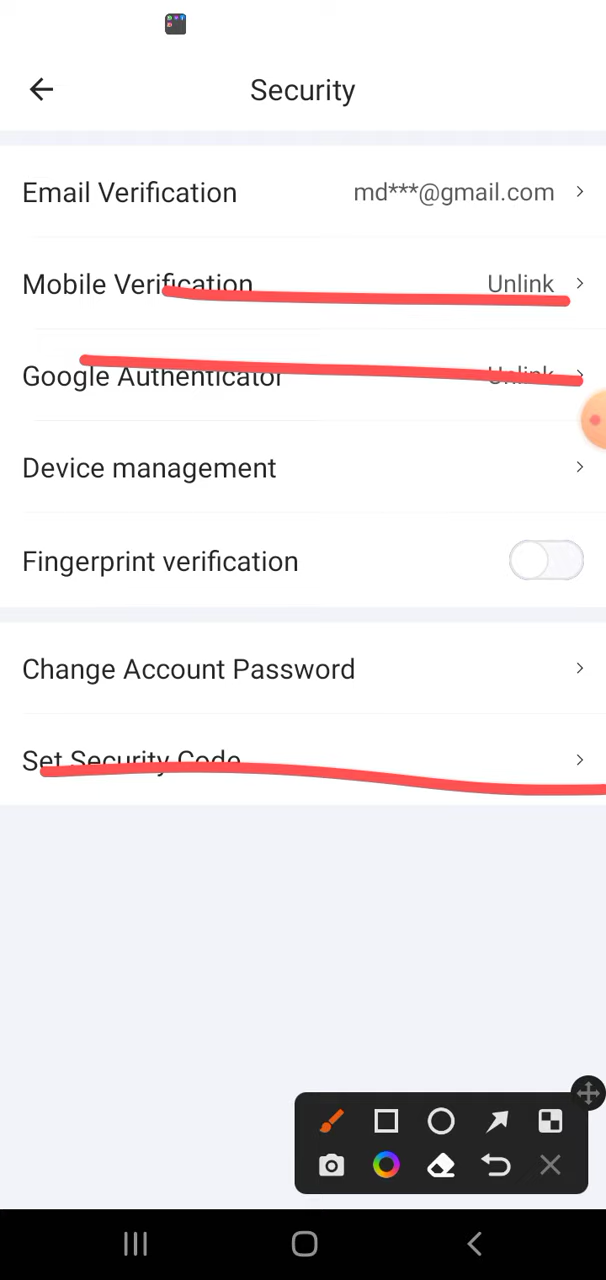 Security
Email Verification md***@gmail.com
Mobile Verification Unlink
Google Authenticator Unlink
Device management
Fingerprint verification
Change Account Password
Set Security Code